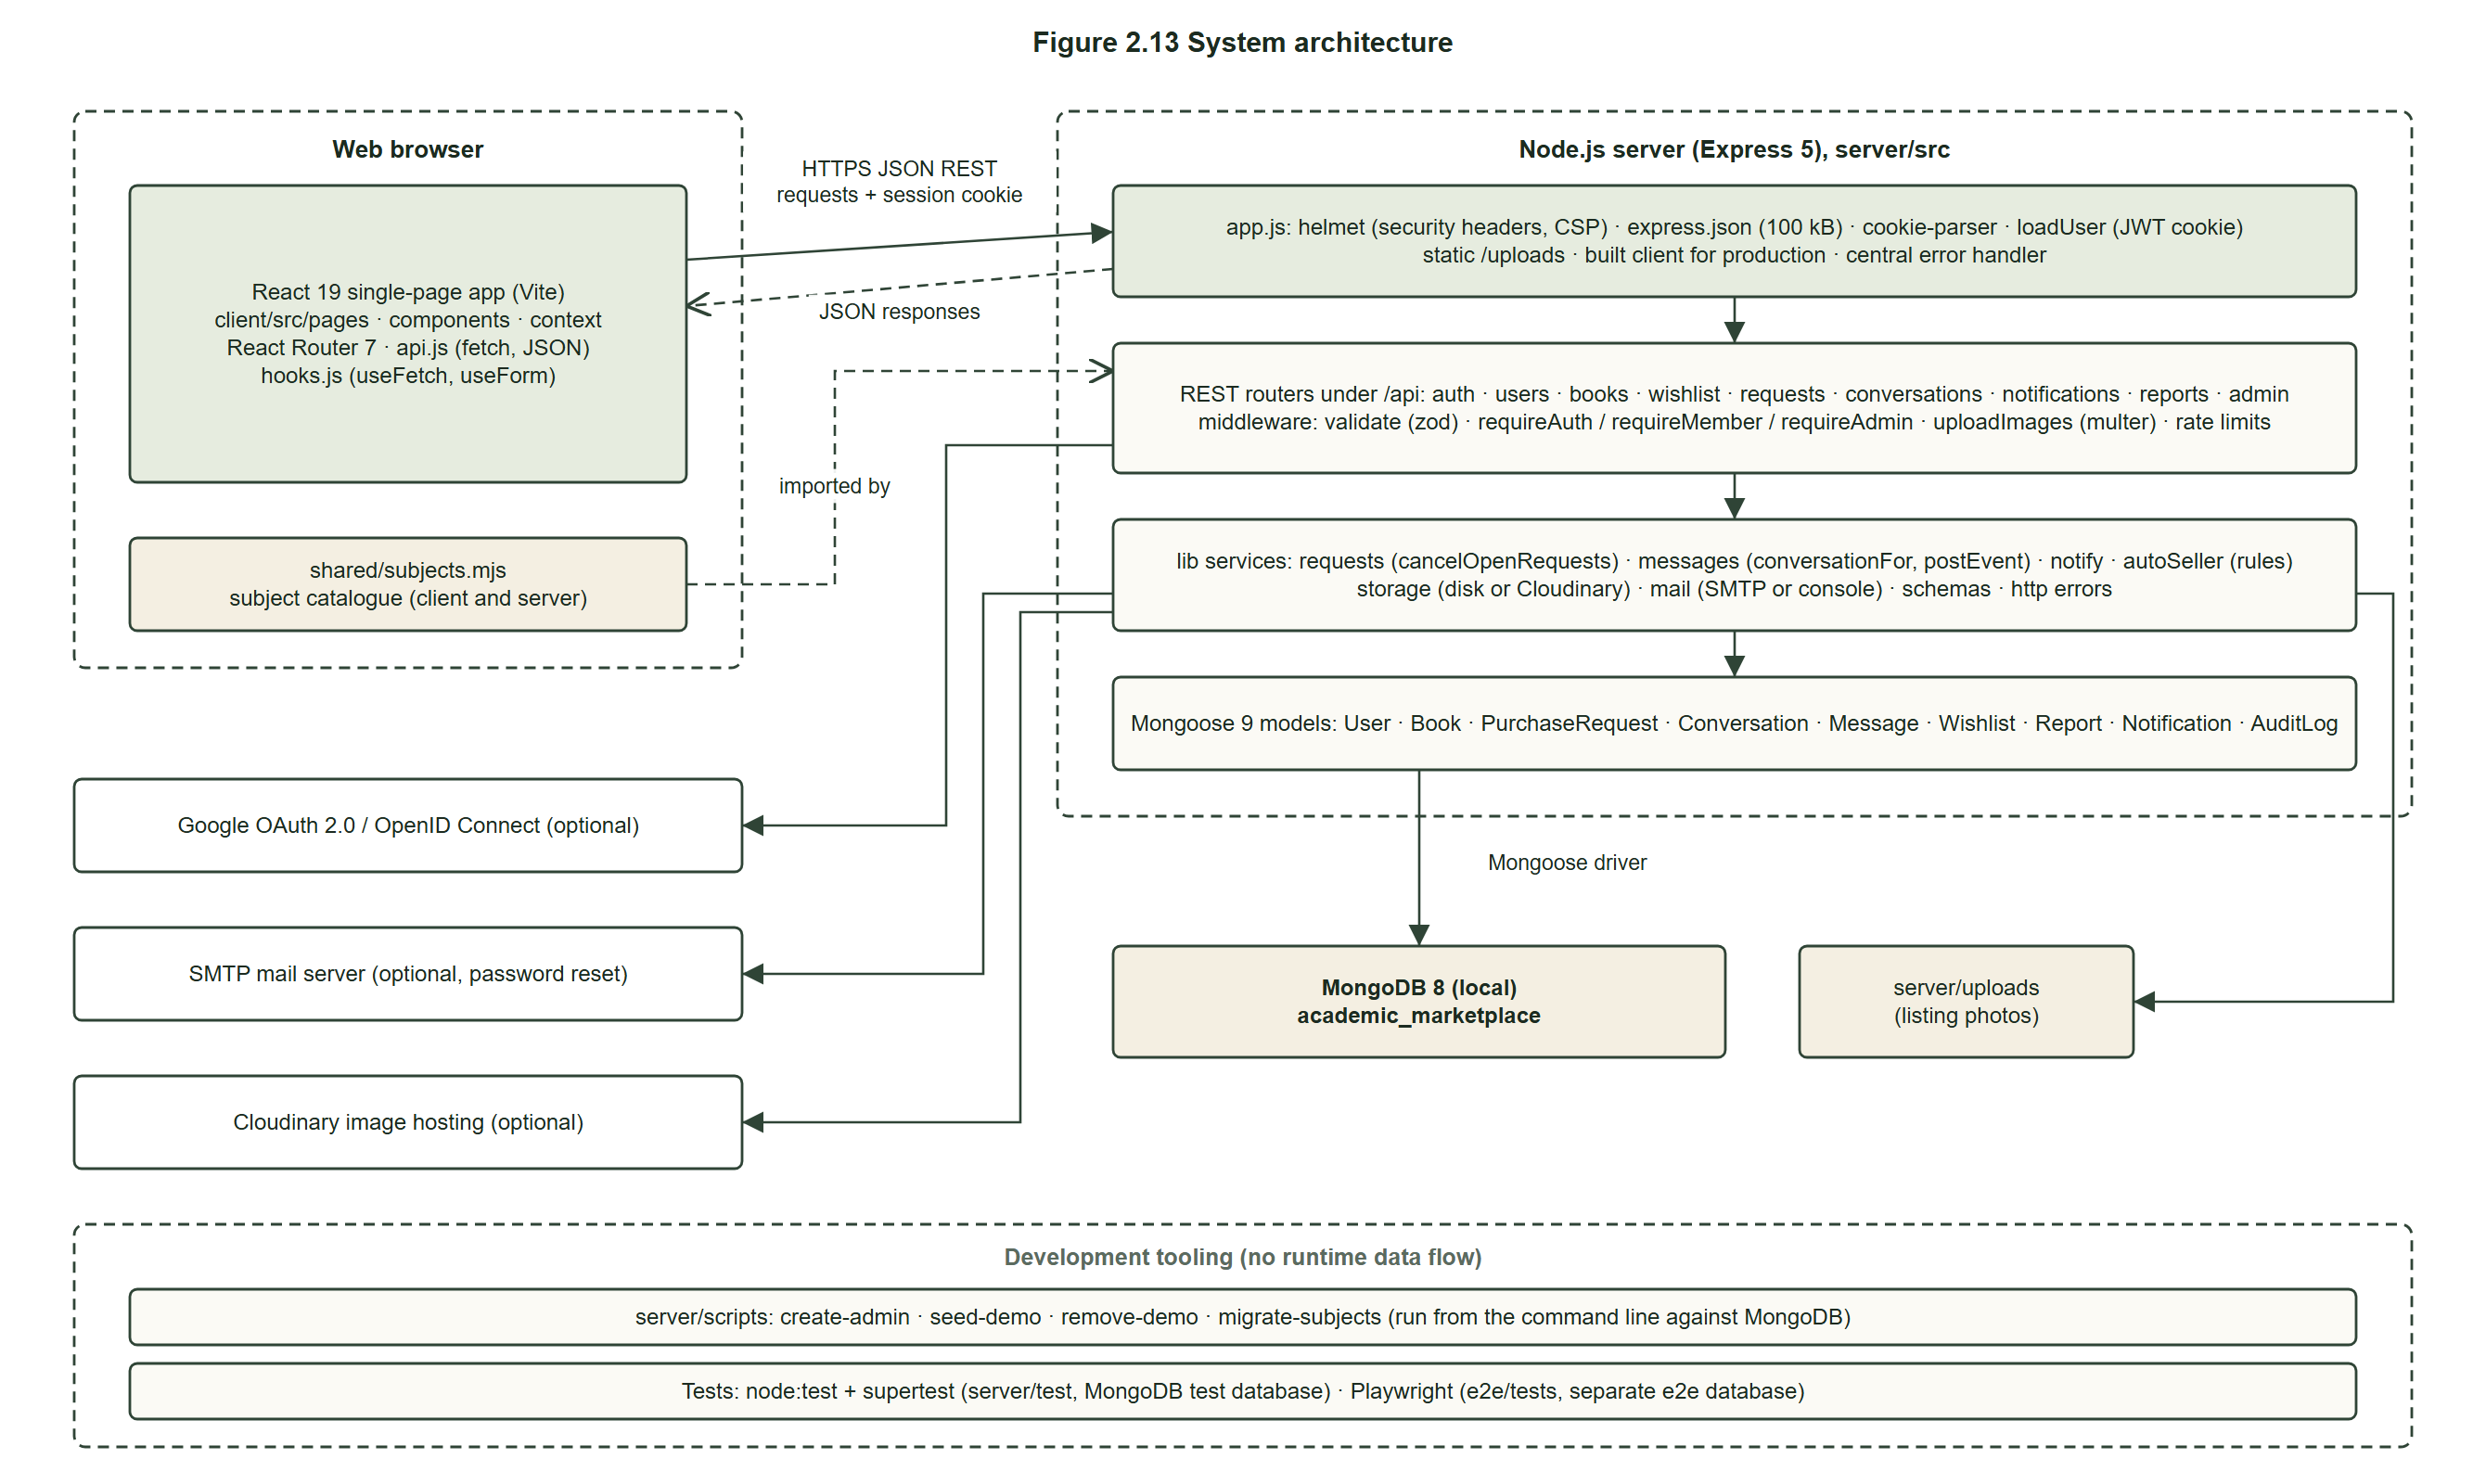 Figure 2.13 System architecture
Web browser
React 19 single-page app (Vite)
client/src/pages · components · context
React Router 7 · api.js (fetch, JSON)
hooks.js (useFetch, useForm)
shared/subjects.mjs
subject catalogue (client and server)
HTTPS JSON REST
requests + session cookie
JSON responses
imported by
Node.js server (Express 5), server/src
app.js: helmet (security headers, CSP) · express.json (100 kB) · cookie-parser · loadUser (JWT cookie)
static /uploads · built client for production · central error handler
REST routers under /api: auth · users · books · wishlist · requests · conversations · notifications · reports · admin
middleware: validate (zod) · requireAuth / requireMember / requireAdmin · uploadImages (multer) · rate limits
lib services: requests (cancelOpenRequests) · messages (conversationFor, postEvent) · notify · autoSeller (rules)
storage (disk or Cloudinary) · mail (SMTP or console) · schemas · http errors
Mongoose 9 models: User · Book · PurchaseRequest · Conversation · Message · Wishlist · Report · Notification · AuditLog
Google OAuth 2.0 / OpenID Connect (optional)
SMTP mail server (optional, password reset)
Cloudinary image hosting (optional)
Mongoose driver
MongoDB 8 (local)
academic_marketplace
server/uploads
(listing photos)
Development tooling (no runtime data flow)
server/scripts: create-admin · seed-demo · remove-demo · migrate-subjects (run from the command line against MongoDB)
Tests: node:test + supertest (server/test, MongoDB test database) · Playwright (e2e/tests, separate e2e database)